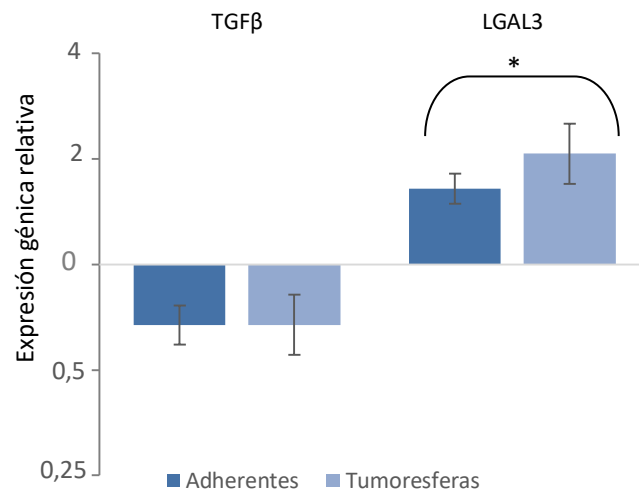 TGFβ LGAL3
4
*
2
0
0,5
0,25
Expresión génica relativa
Adherentes Tumoresferas